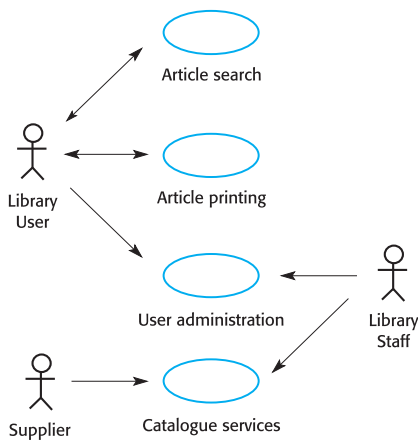 Article search
Library
User
Article printing
User administration
Library
Staff
Supplier
Catalogue services